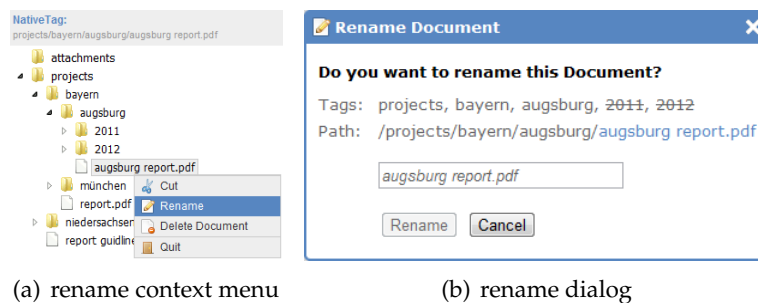 NativeTag:
projects/bayern/augsburg/augsburg report.pdf
attachments
projects
bayern
augsburg
2011
2012
augsburg report.pdf
münchen
report.pdf
niedersachsen
report guidline
Cut
Rename
Delete Document
Quit
(a) rename context menu
Rename Document
Do you want to rename this Document?
Tags: projects, bayern, augsburg, 2011, 2012
Path: /projects/bayern/augsburg/augsburg report.pdf
augsburg report.pdf
Rename Cancel
(b) rename dialog